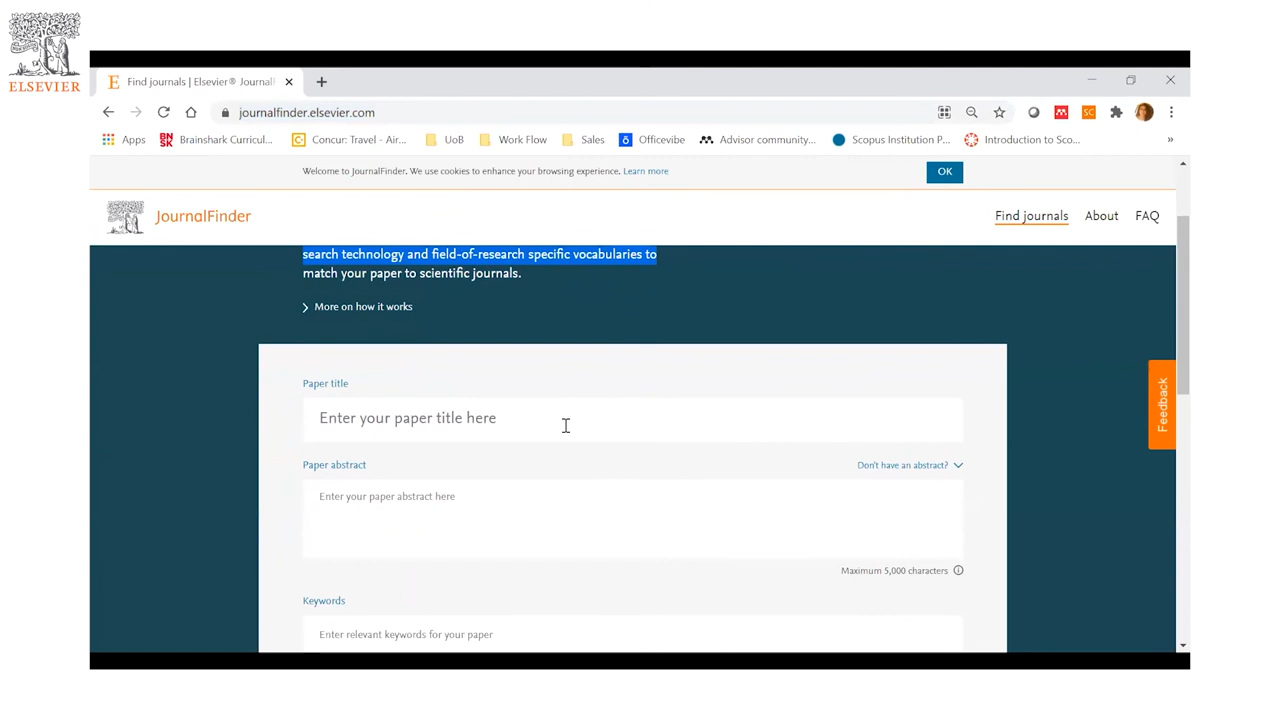 ELSEVIER
Find journals | Elsevier® Journal
journalfinder.elsevier.com
Apps Brainshark Curricul... Concur: Travel - Air... UoB Work Flow Sales Officevibe Advisor community... Scopus Institution P... Introduction to Sco... »
Welcome to JournalFinder. We use cookies to enhance your browsing experience. Learn more OK
JournalFinder Find journals About FAQ
search technology and field-of-research specific vocabularies to
match your paper to scientific journals.
More on how it works
Feedback
Paper title
Enter your paper title here
Paper abstract Don't have an abstract?
Enter your paper abstract here
Maximum 5,000 characters
Keywords
Enter relevant keywords for your paper